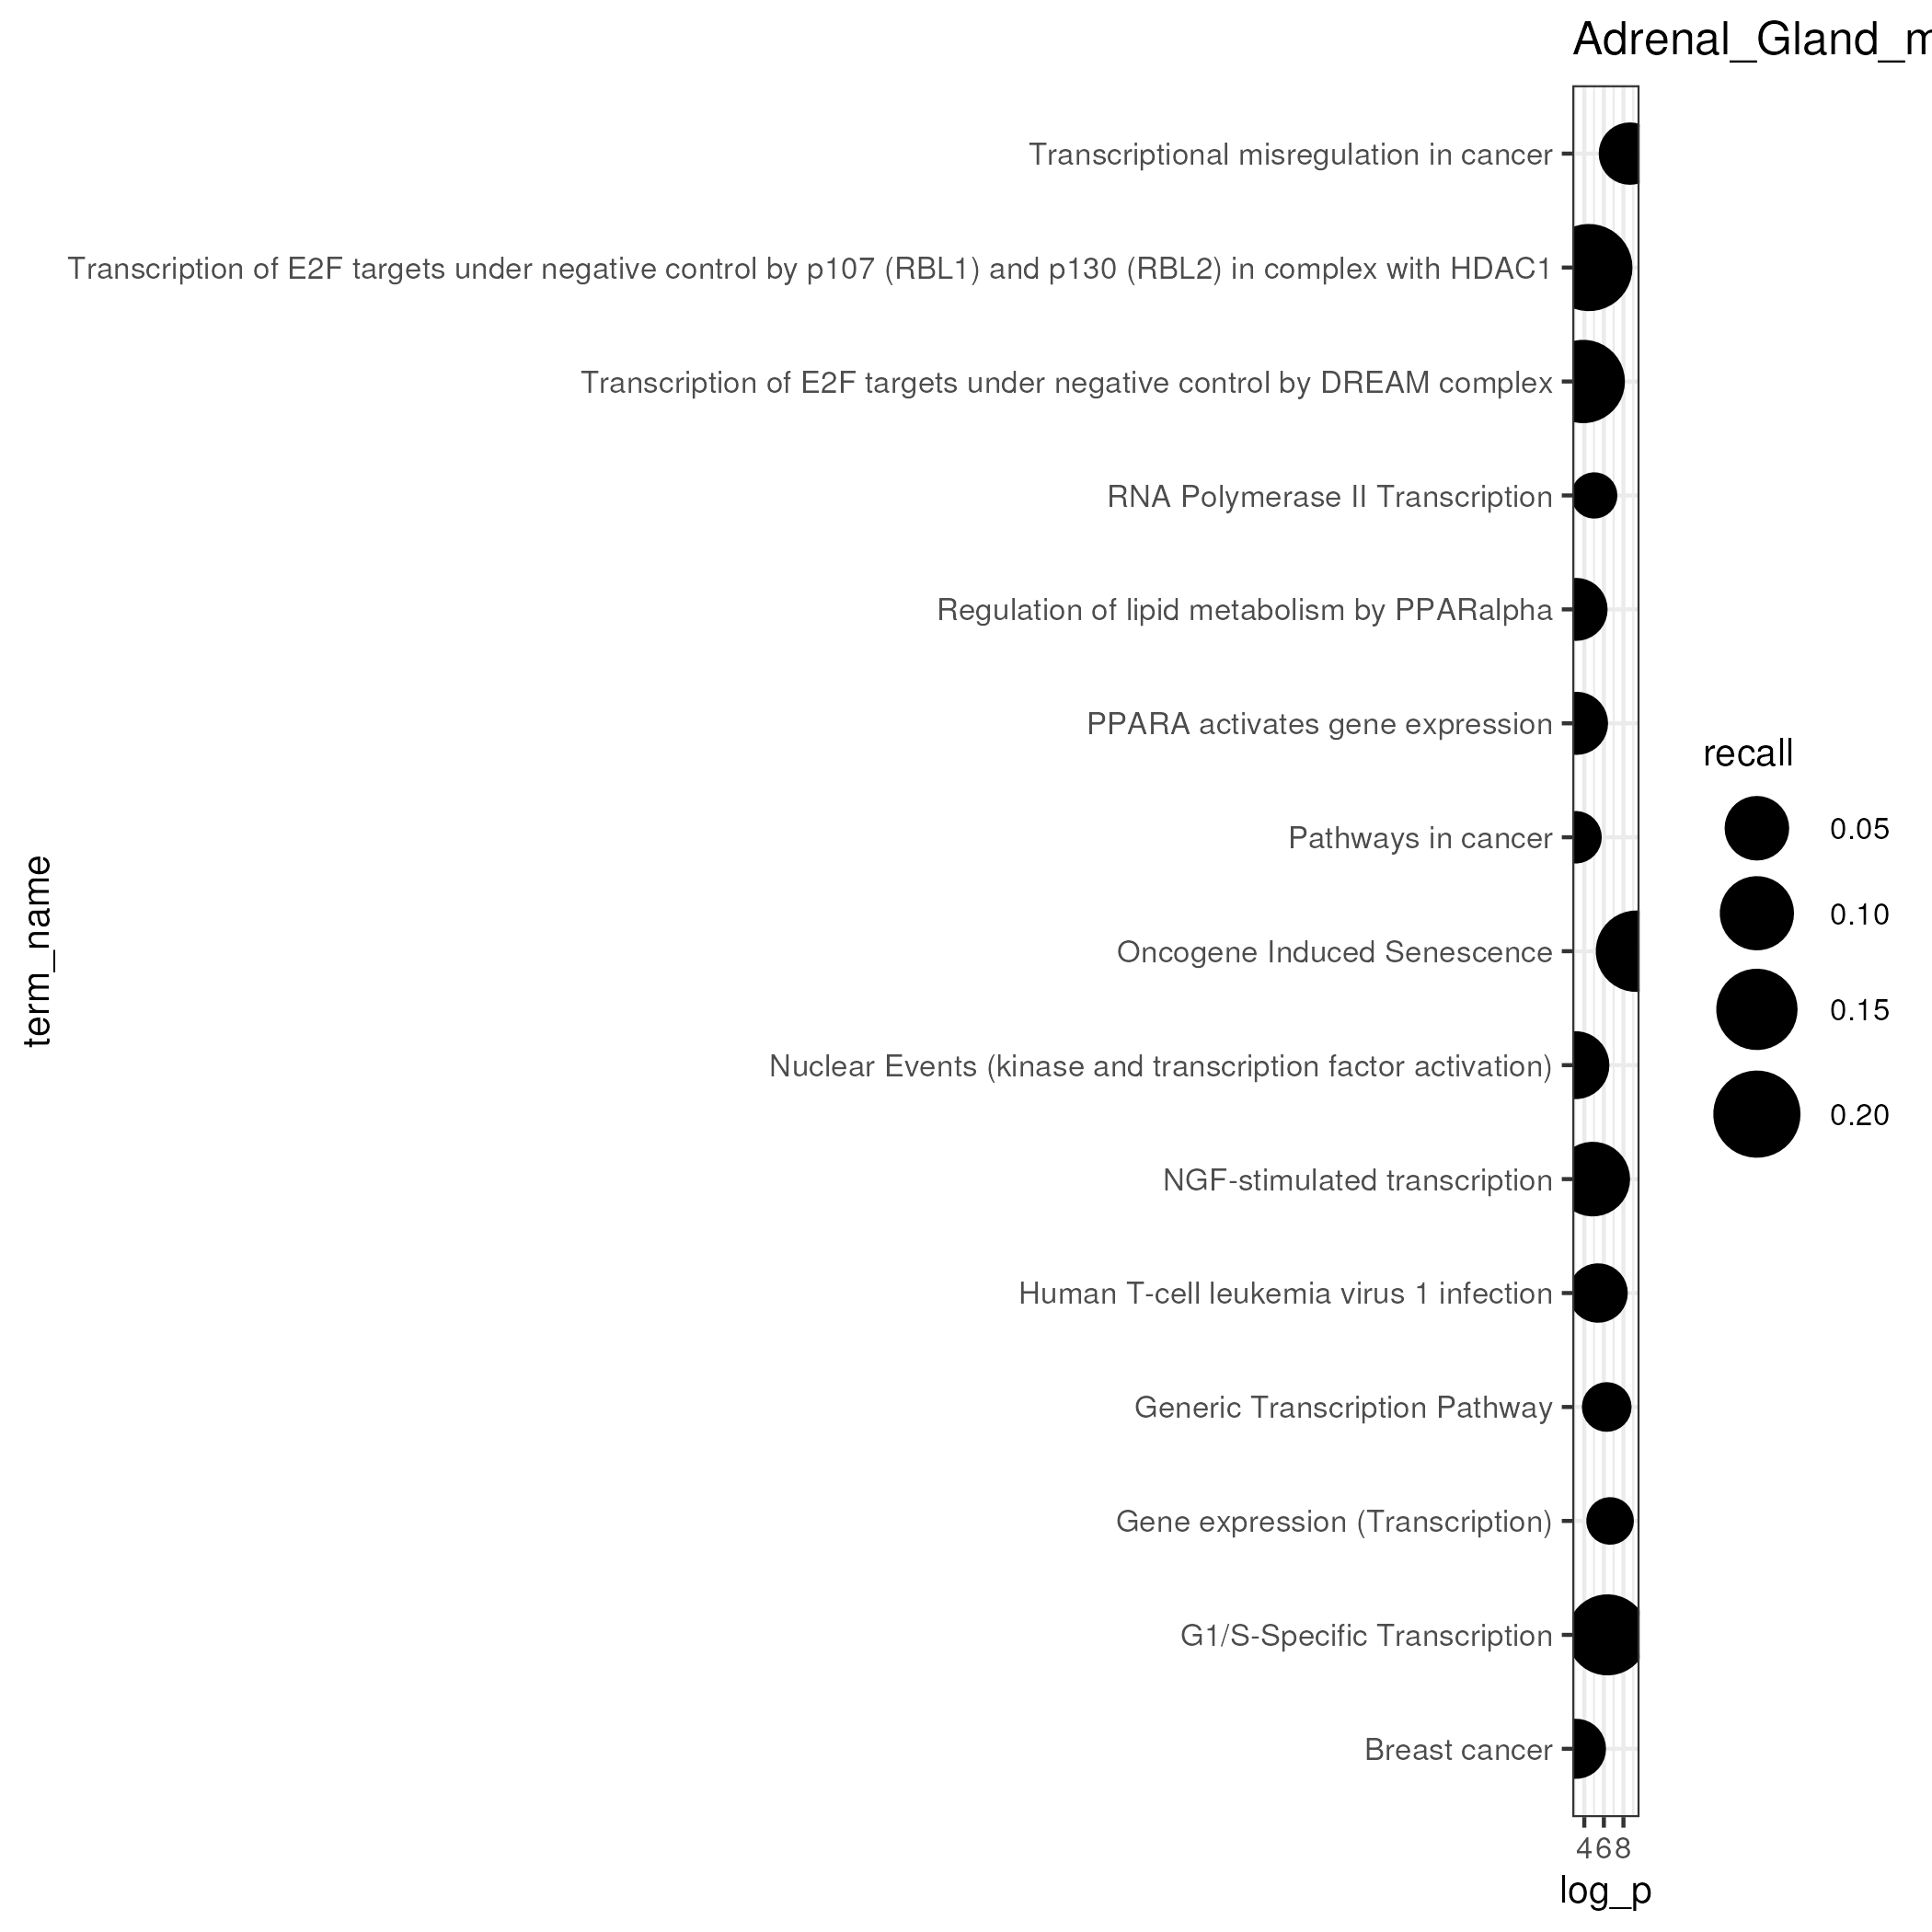 Adrenal_Gland_m
Transcriptional misregulation in cancer
Transcription of E2F targets under negative control by p107 (RBL1) and p130 (RBL2) in complex with HDAC1
Transcription of E2F targets under negative control by DREAM complex
RNA Polymerase II Transcription
Regulation of lipid metabolism by PPARalpha
PPARA activates gene expression
Pathways in cancer
Oncogene Induced Senescence
Nuclear Events (kinase and transcription factor activation)
NGF-stimulated transcription
Human T-cell leukemia virus 1 infection
Generic Transcription Pathway
Gene expression (Transcription)
G1/S-Specific Transcription
Breast cancer
term_name
4 6 8
log_p
recall
0.05
0.10
0.15
0.20